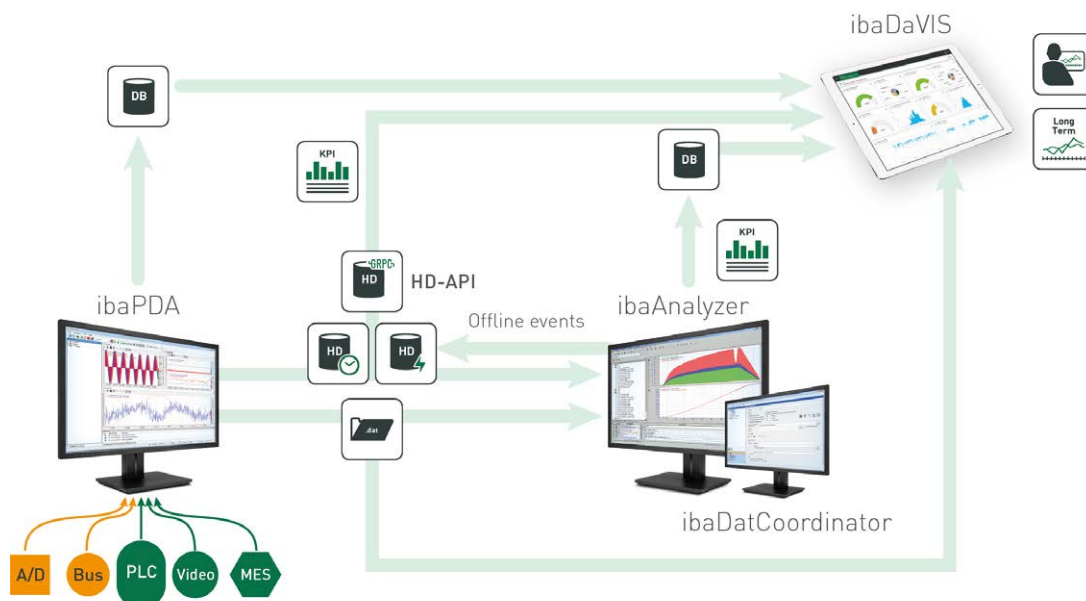 ibaDaVIS
DB
KPI
Long
Term
DB
KPI
GRPC
HD
HD-API
ibaPDA
Offline events
ibaAnalyzer
HD
HD
.dat
ibaDatCoordinator
A/D
Bus
PLC
Video
MES